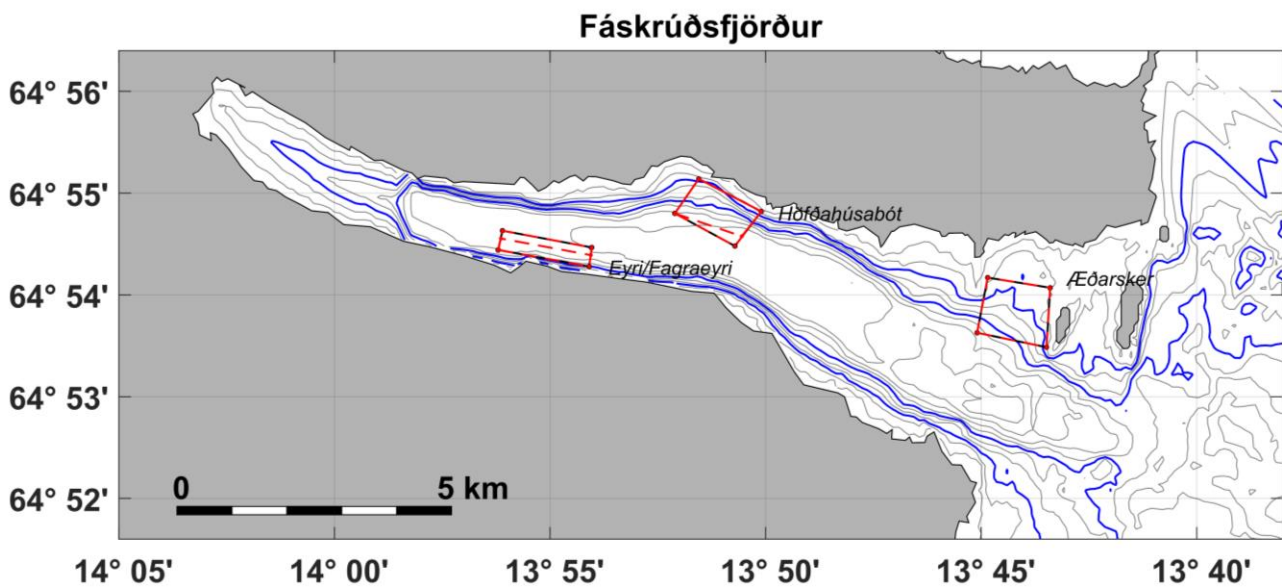 Fáskrúðsfjörður
64° 56'
64° 55'
64° 54'
64° 53'
64° 52'
Höfðahúsabót
Eyri/Fagraeyri
Æðarsker
0 5 km
14° 05' 14° 00' 13° 55' 13° 50' 13° 45' 13° 40'